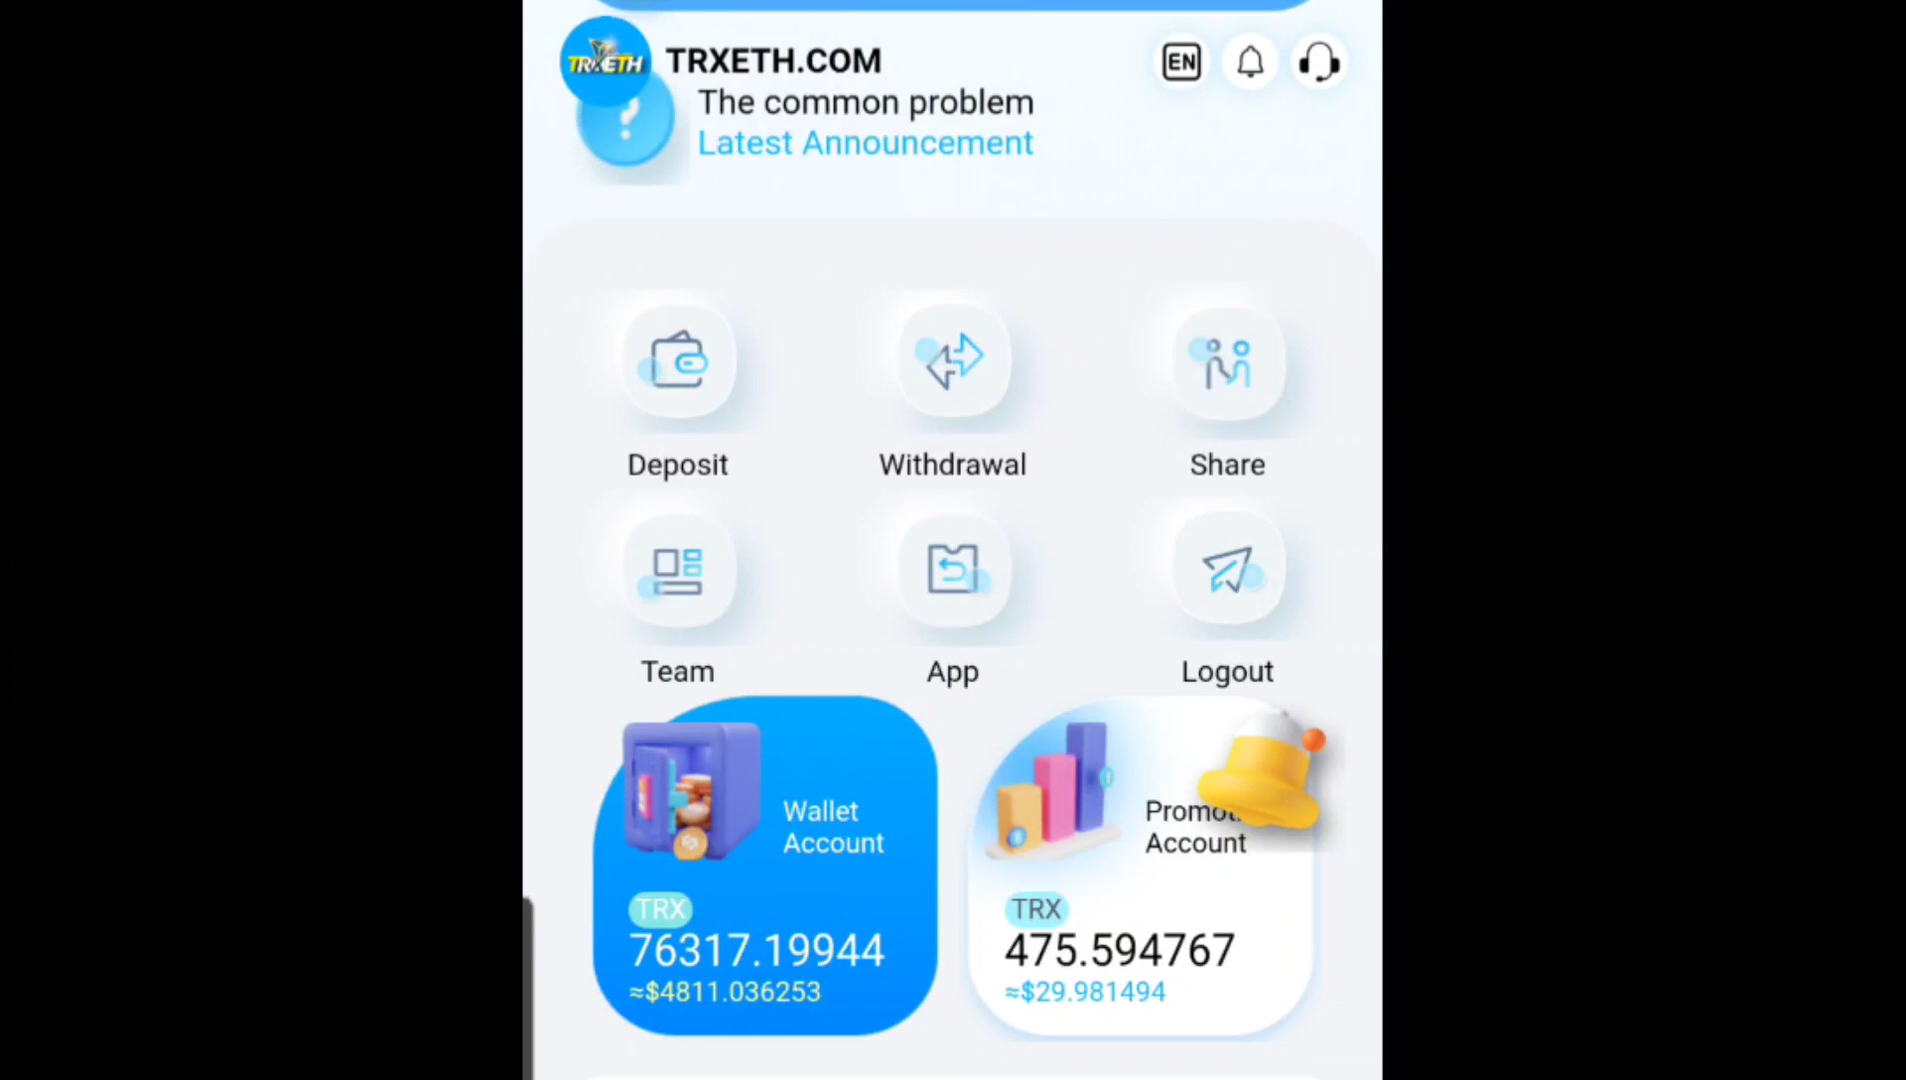 TRXETH
TRXETH.COM
EN
The common problem
Latest Announcement
Deposit
Withdrawal
Share
Team
App
Logout
Wallet
Account
TRX
76317.19944
≈$4811.036253
Promot
Account
TRX
475.594767
≈$29.981494